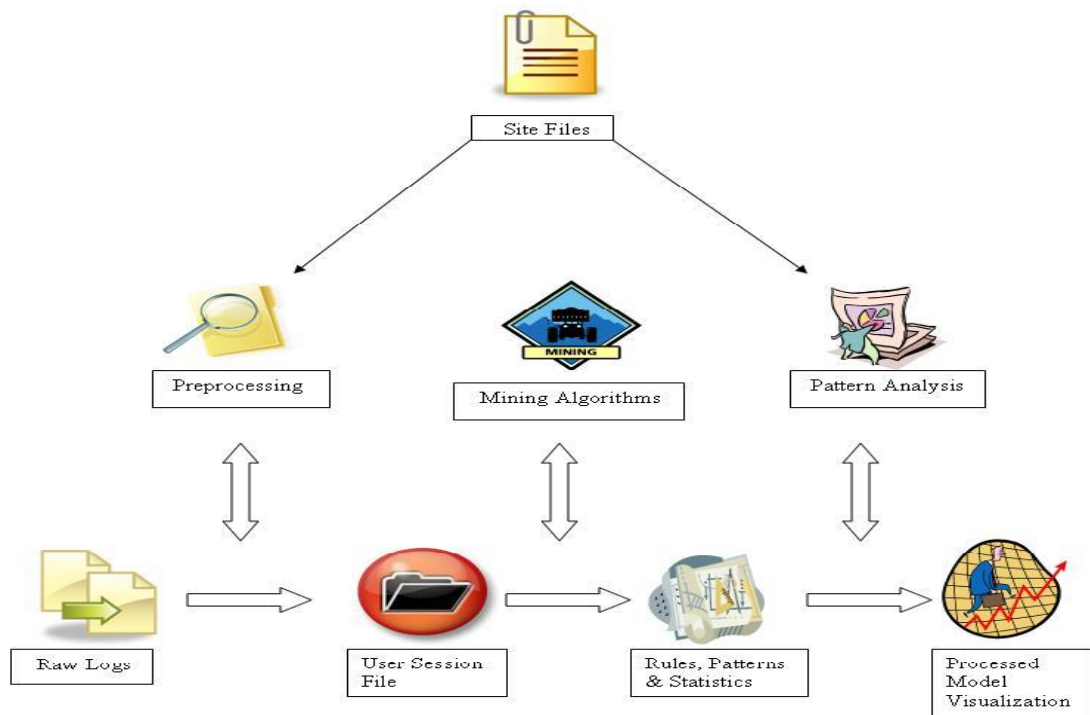 Site Files
MINING
Preprocessing
Mining Algorithms
Pattern Analysis
Raw Logs
User Session
File
Rules, Patterns
& Statistics
Processed
Model
Visualization